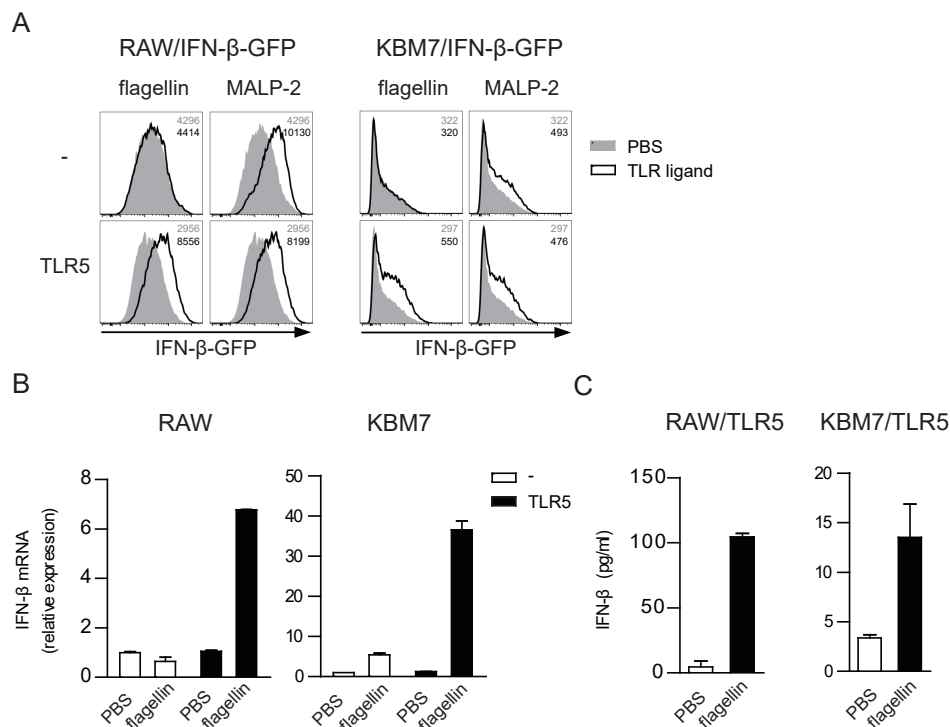 A
RAW/IFN-β-GFP
KBM7/IFN-β-GFP
flagellin MALP-2 flagellin MALP-2
-
4296
4414
4296
10130
322
320
322
493
PBS
TLR ligand
TLR5
2956
8556
2956
8199
297
550
297
476
IFN-β-GFP
IFN-β-GFP
B
RAW
KBM7
IFN-β mRNA
(relative expression)
8
6
4
2
0
PBS
flagellin
PBS
flagellin
50
40
30
20
10
0
PBS
flagellin
PBS
flagellin
-
TLR5
C
RAW/TLR5
KBM7/TLR5
IFN-β (pg/ml)
150
100
50
0
PBS
flagellin
20
15
10
5
0
PBS
flagellin